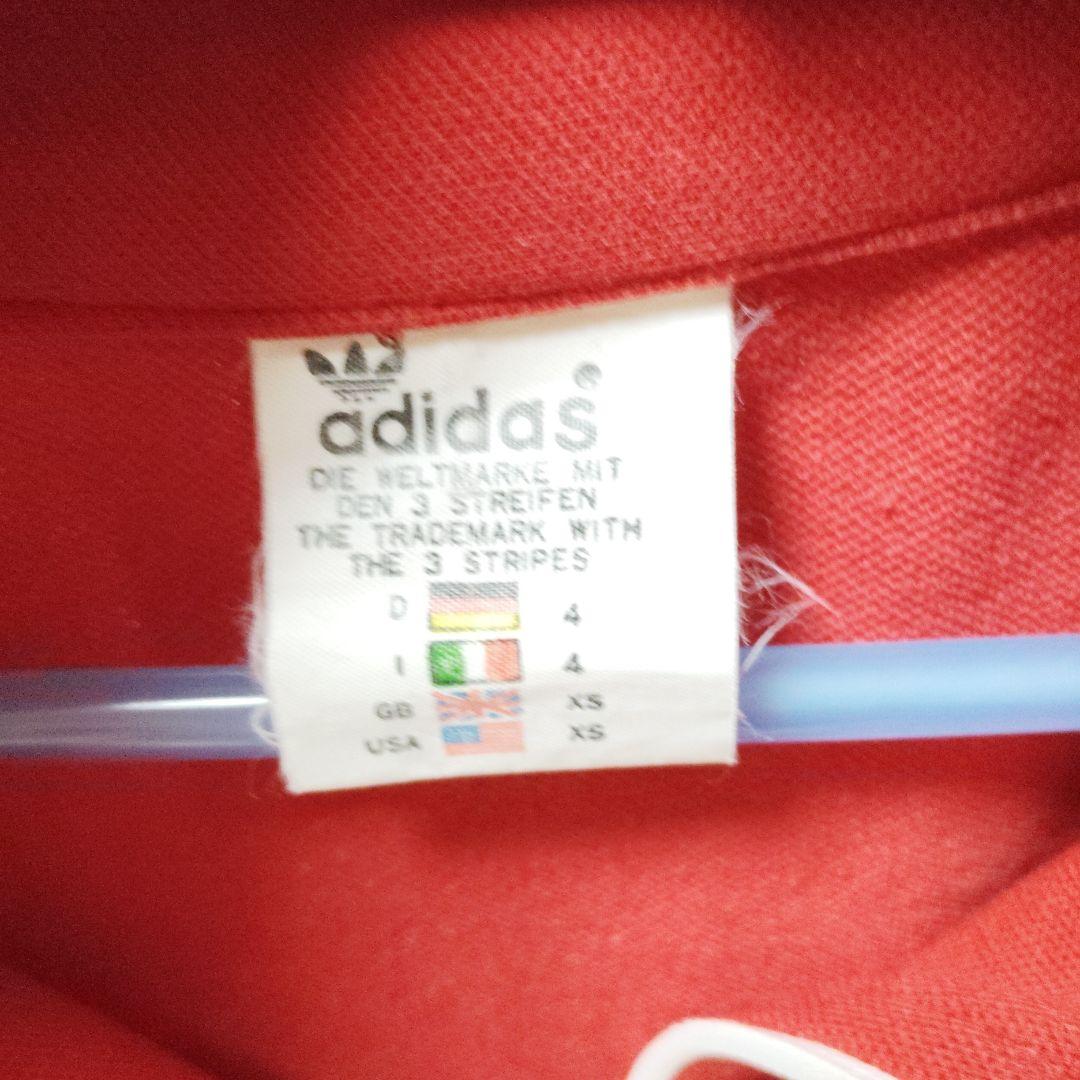 adidas®
DIE WELTMARKE MIT
DEN 3 STREIFEN
THE TRADEMARK WITH
THE 3 STRIPES
D 4
I 4
GB XS
USA XS